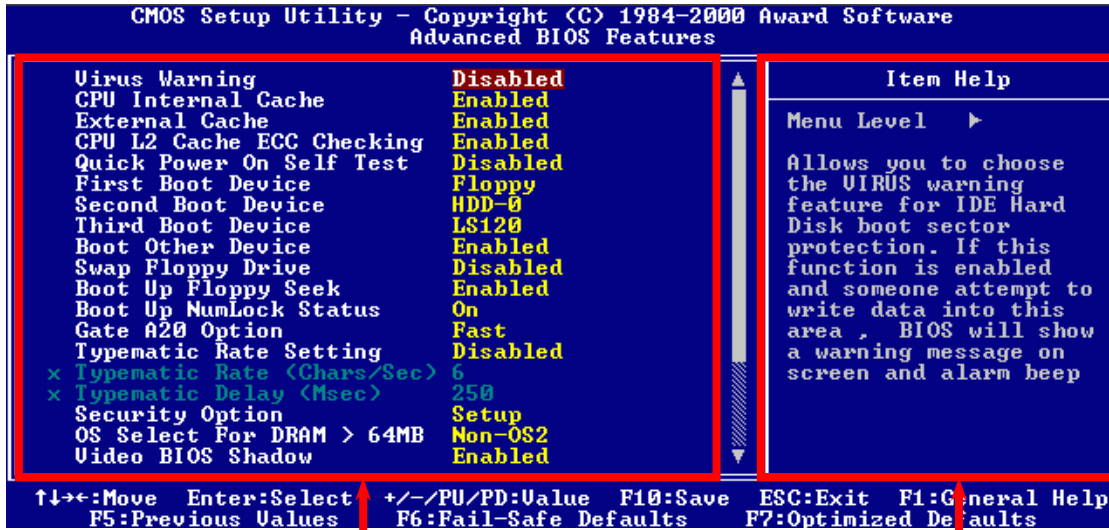 CMOS Setup Utility – Copyright (C) 1984-2000 Award Software
Advanced BIOS Features
Virus Warning Disabled
CPU Internal Cache Enabled
External Cache Enabled
CPU L2 Cache ECC Checking Enabled
Quick Power On Self Test Disabled
First Boot Device Floppy
Second Boot Device HDD-0
Third Boot Device LS120
Boot Other Device Enabled
Swap Floppy Drive Disabled
Boot Up Floppy Seek Enabled
Boot Up NumLock Status On
Gate A20 Option Fast
Typematic Rate Setting Disabled
x Typematic Rate (Chars/Sec) 6
x Typematic Delay (Msec) 250
Security Option Setup
OS Select For DRAM > 64MB Non-OS2
Video BIOS Shadow Enabled
Item Help
Menu Level ►
Allows you to choose
the VIRUS warning
feature for IDE Hard
Disk boot sector
protection. If this
function is enabled
and someone attempt to
write data into this
area , BIOS will show
a warning message on
screen and alarm beep
↑↓→←:Move Enter:Select +/-/PU/PD:Value F10:Save ESC:Exit F1:General Help
F5:Previous Values F6:Fail-Safe Defaults F7:Optimized Defaults